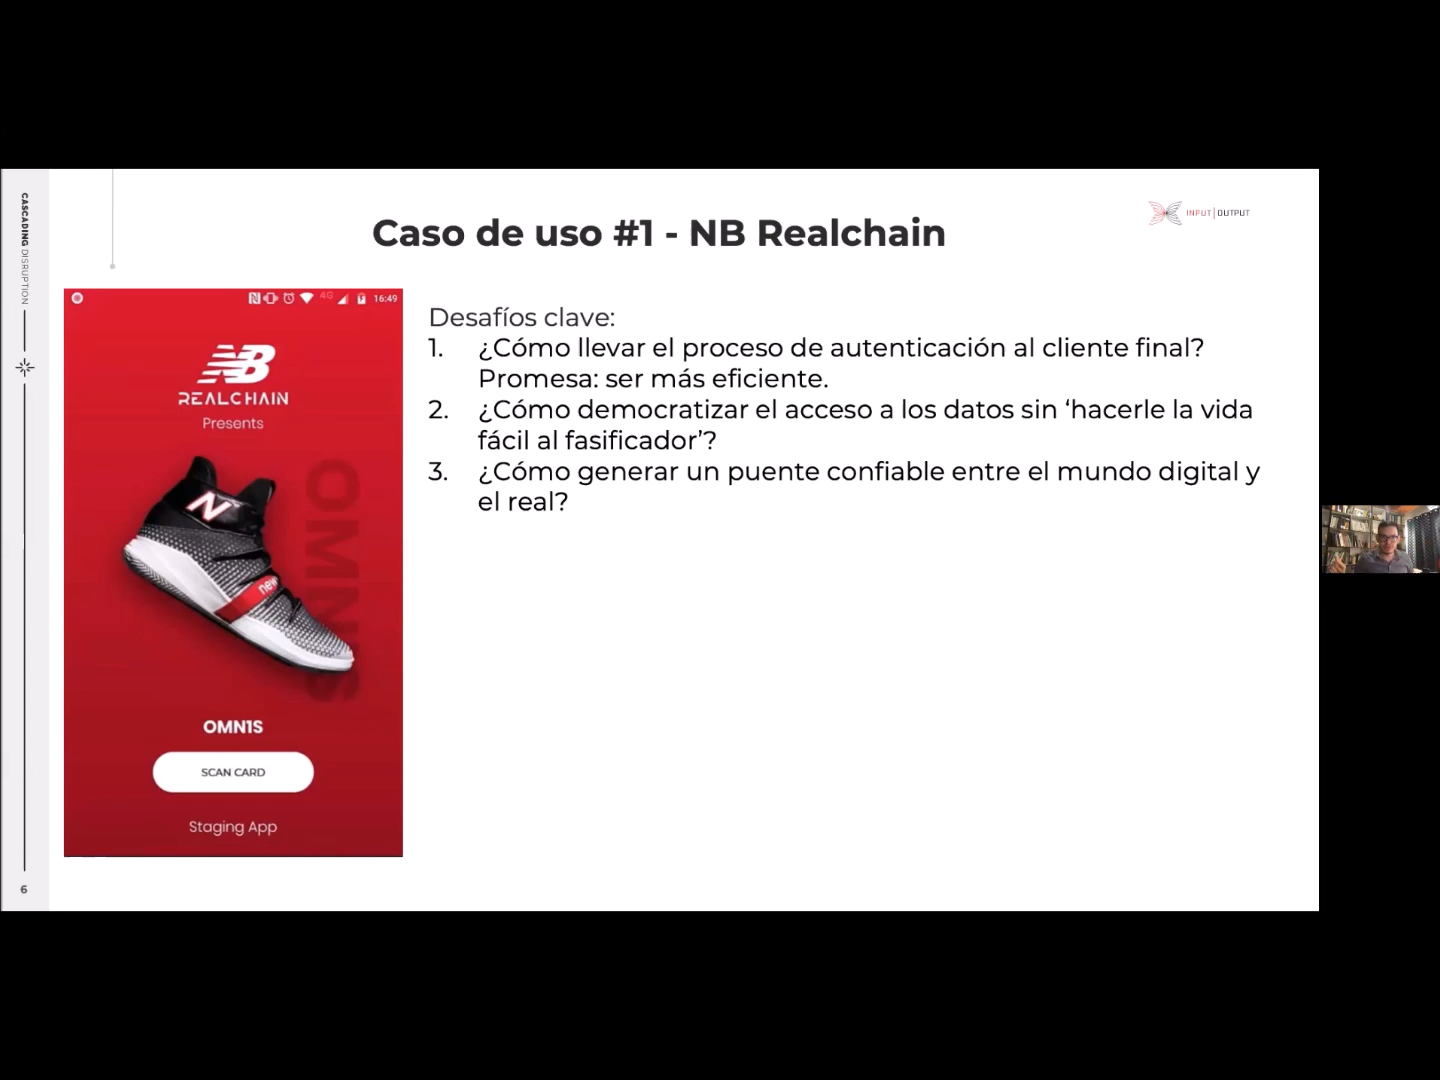 CASCADING DISRUPTION
6
Caso de uso #1 - NB Realchain
INPUT|OUTPUT
4G 16:49
NB
REALCHAIN
Presents
OMN1S
N
new
OMN1S
SCAN CARD
Staging App
Desafíos clave:
1. ¿Cómo llevar el proceso de autenticación al cliente final?
Promesa: ser más eficiente.
2. ¿Cómo democratizar el acceso a los datos sin ‘hacerle la vida
fácil al fasificador’?
3. ¿Cómo generar un puente confiable entre el mundo digital y
el real?